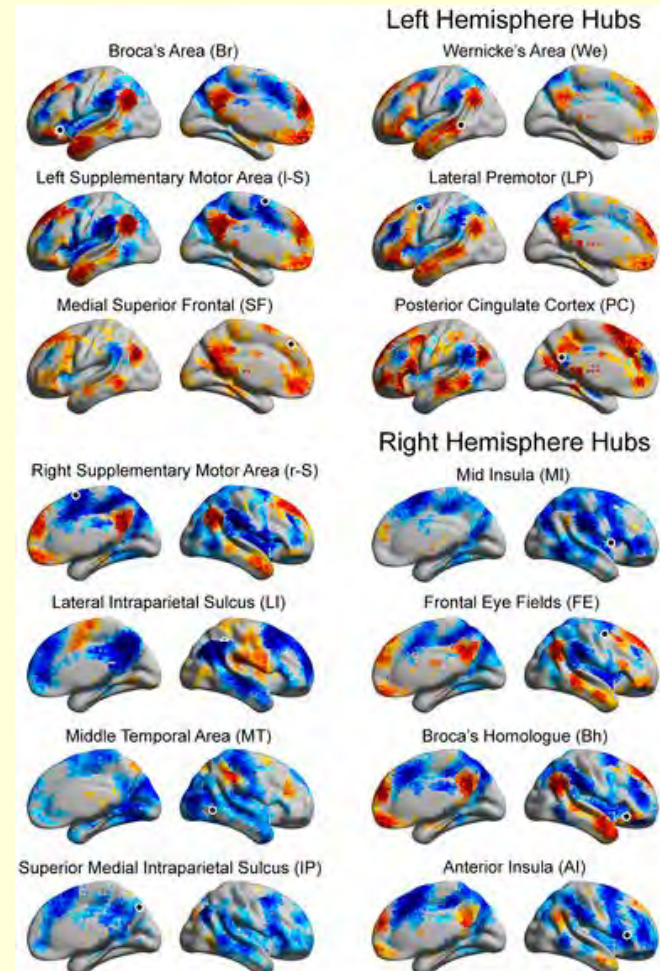 Left Hemisphere Hubs
Broca's Area (Br)
Wernicke's Area (We)
Left Supplementary Motor Area (l-S)
Lateral Premotor (LP)
Medial Superior Frontal (SF)
Posterior Cingulate Cortex (PC)
Right Hemisphere Hubs
Right Supplementary Motor Area (r-S)
Mid Insula (MI)
Lateral Intraparietal Sulcus (LI)
Frontal Eye Fields (FE)
Middle Temporal Area (MT)
Broca's Homologue (Bh)
Superior Medial Intraparietal Sulcus (IP)
Anterior Insula (AI)